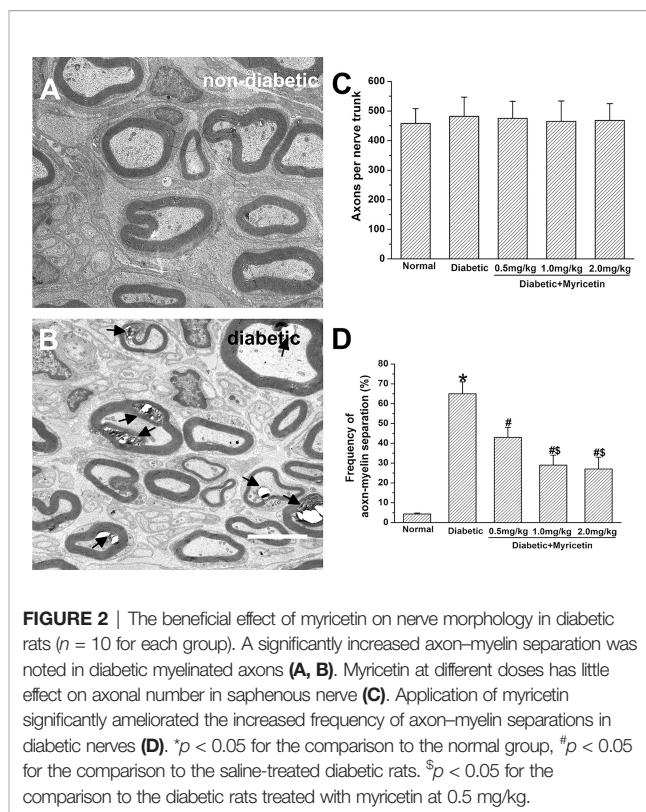 A
non-diabetic
B
diabetic
C
600
500
400
300
200
100
0
Axons per nerve trunk
Normal
Diabetic
0.5mg/kg
1.0mg/kg
2.0mg/kg
Diabetic+Myricetin
D
80
70
60
50
40
30
20
10
0
Frequency of
aoxn-myelin separation (%)
*
#
#$
#$
Normal
Diabetic
0.5mg/kg
1.0mg/kg
2.0mg/kg
Diabetic+Myricetin
FIGURE 2 | The beneficial effect of myricetin on nerve morphology in diabetic
rats (n = 10 for each group). A significantly increased axon–myelin separation was
noted in diabetic myelinated axons (A, B). Myricetin at different doses has little
effect on axonal number in saphenous nerve (C). Application of myricetin
significantly ameliorated the increased frequency of axon–myelin separations in
diabetic nerves (D). *p < 0.05 for the comparison to the normal group, #p < 0.05
for the comparison to the saline-treated diabetic rats. $p < 0.05 for the
comparison to the diabetic rats treated with myricetin at 0.5 mg/kg.